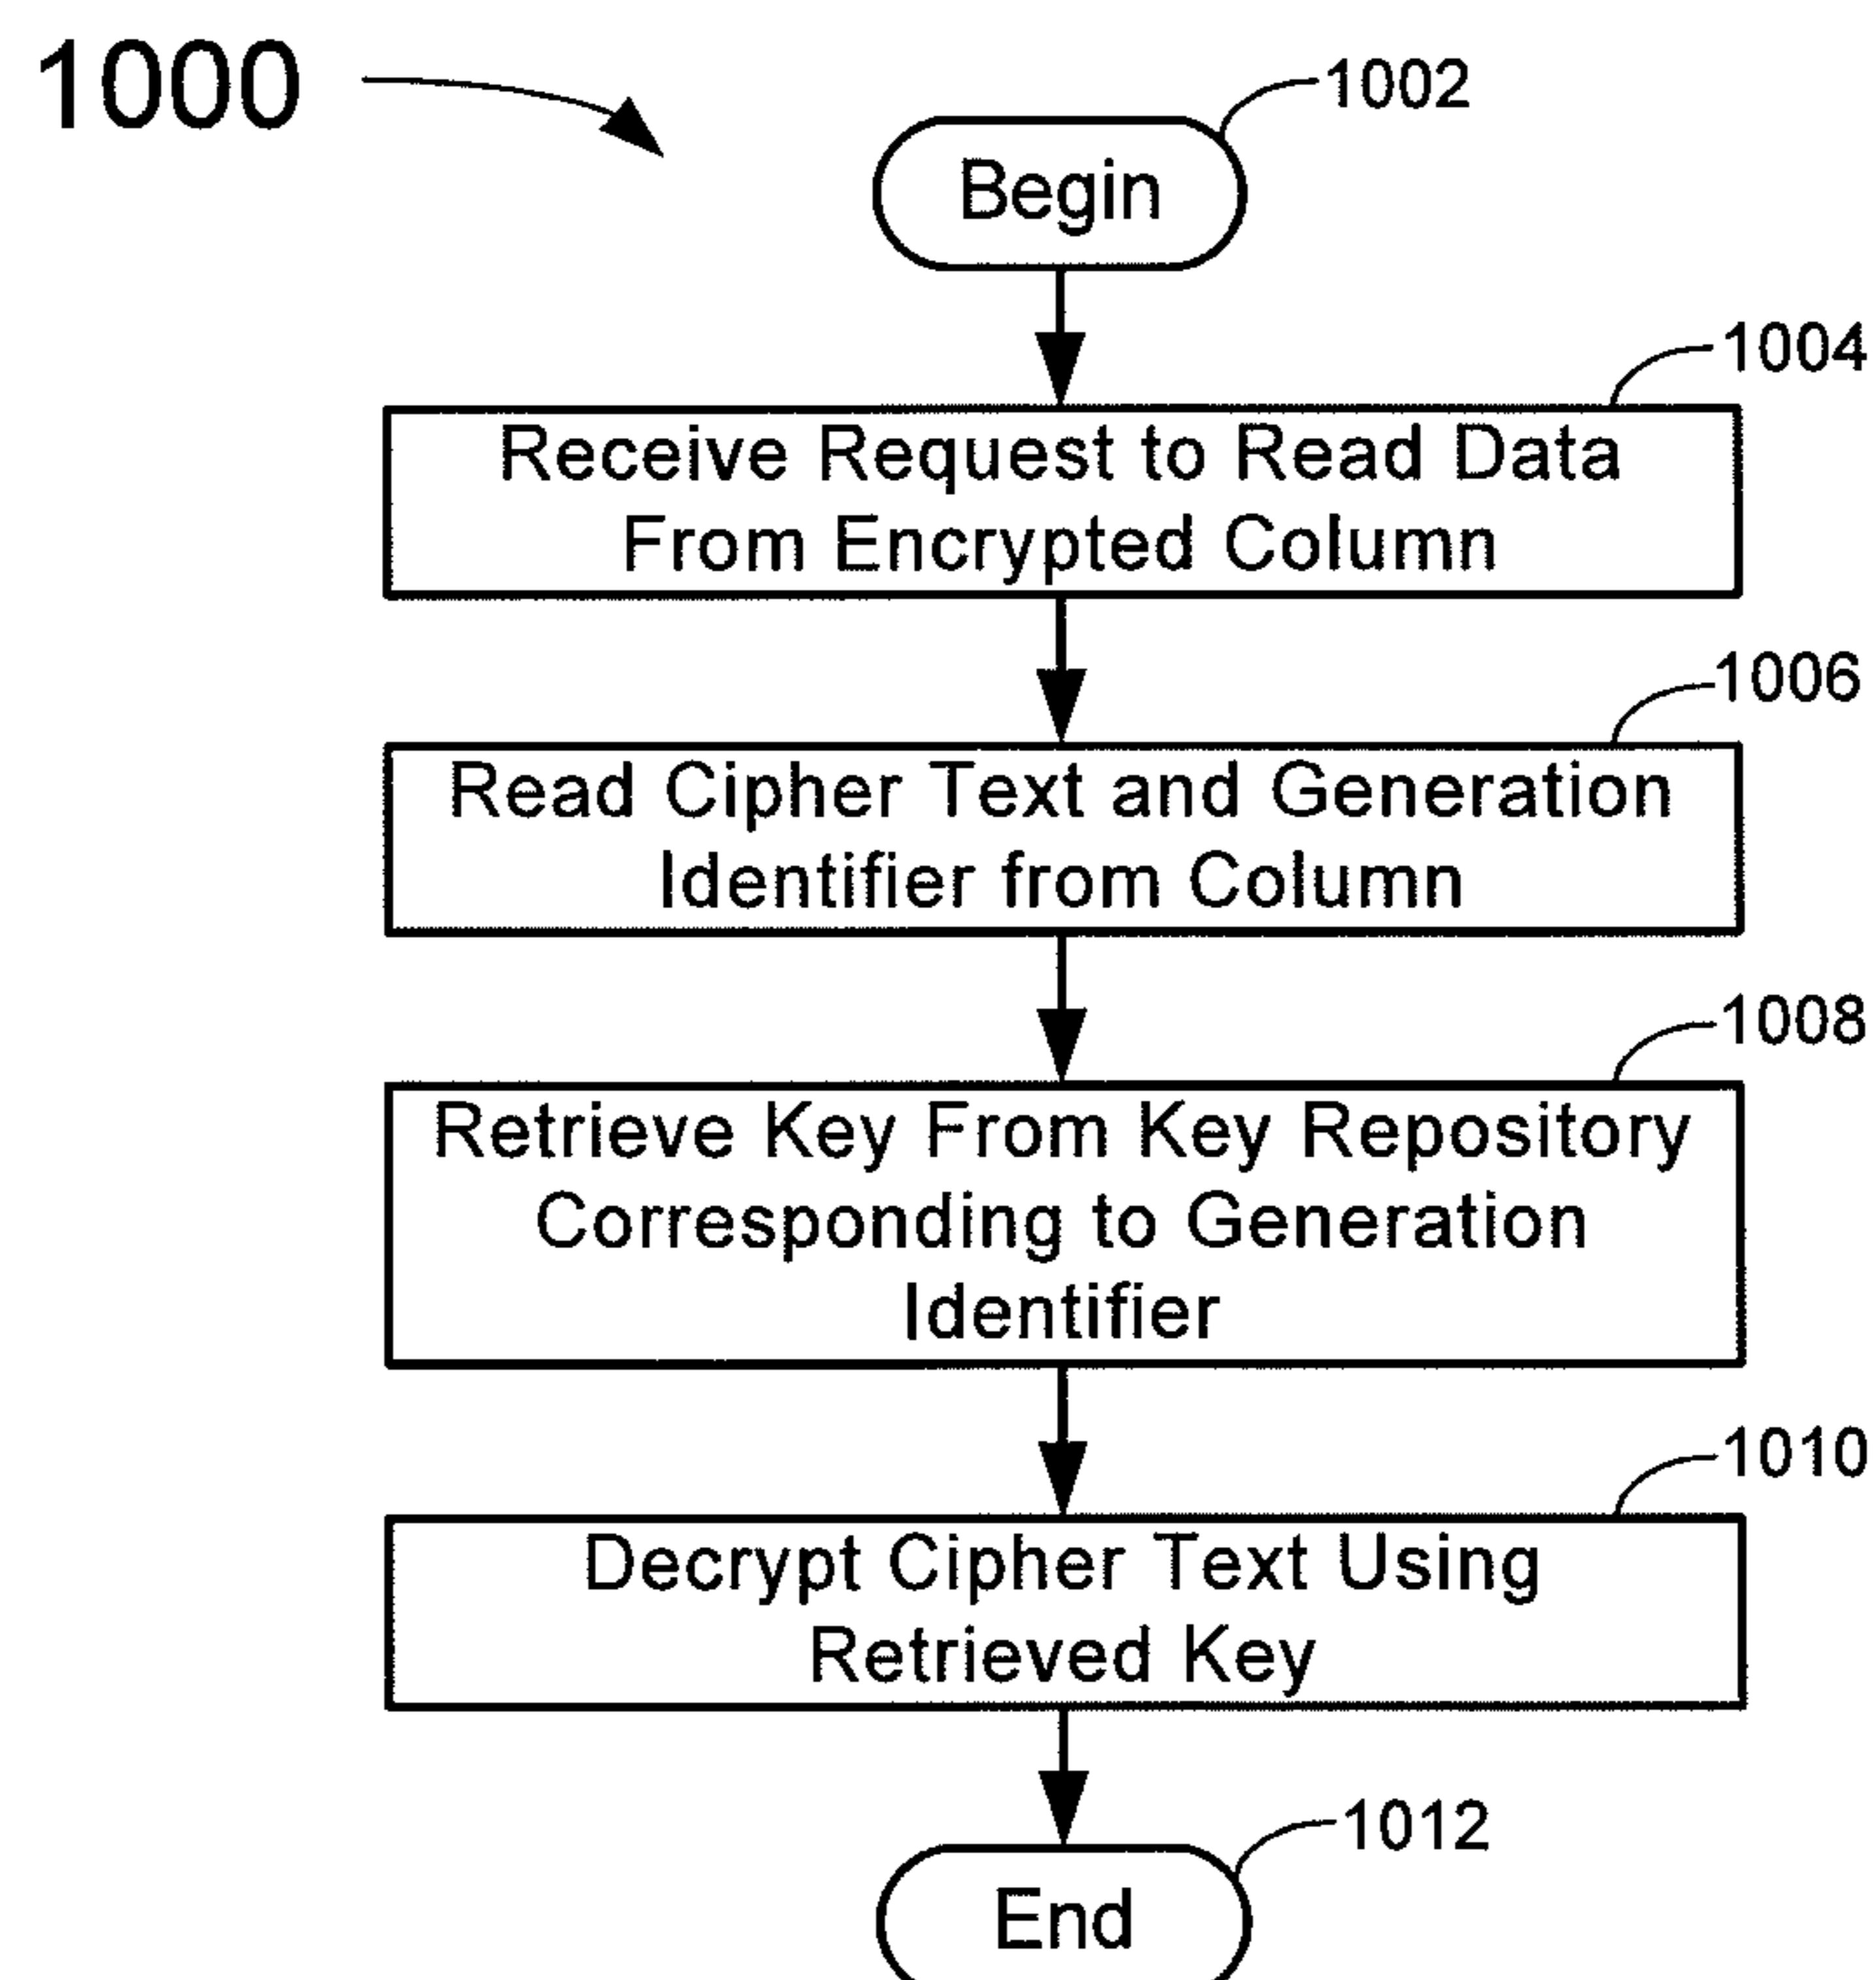 1000
1002
Begin
1004
Receive Request to Read Data
From Encrypted Column
1006
Read Cipher Text and Generation
Identifier from Column
1008
Retrieve Key From Key Repository
Corresponding to Generation
Identifier
1010
Decrypt Cipher Text Using
Retrieved Key
1012
End